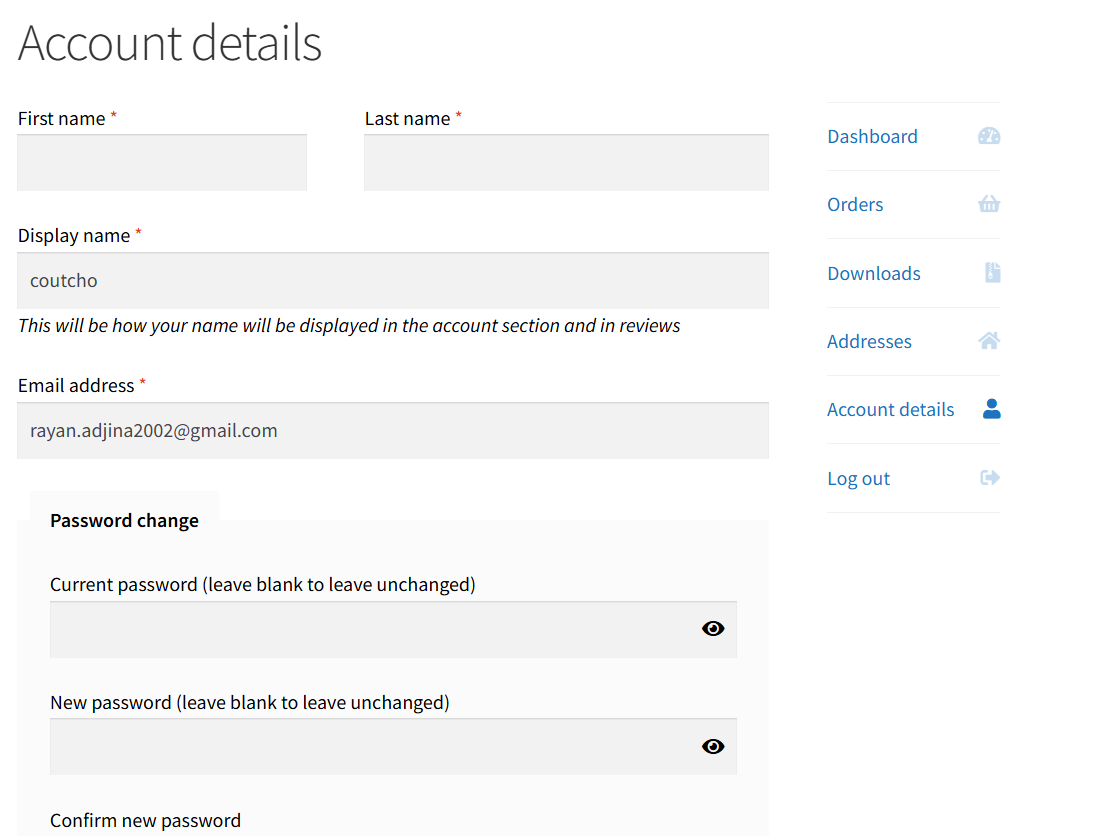 Account details
First name *
Last name *
Display name *
coutcho
This will be how your name will be displayed in the account section and in reviews
Email address *
rayan.adjina2002@gmail.com
Password change
Current password (leave blank to leave unchanged)
New password (leave blank to leave unchanged)
Confirm new password
Dashboard
Orders
Downloads
Addresses
Account details
Log out